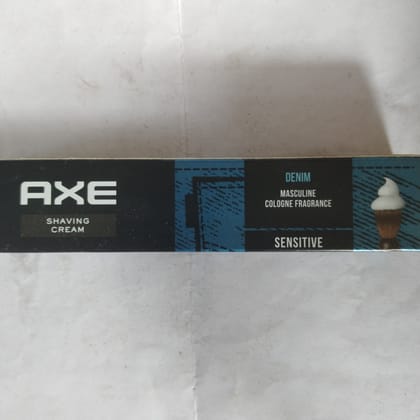 AXE
SHAVING
CREAM
DENIM
MASCULINE
COLOGNE FRAGRANCE
SENSITIVE